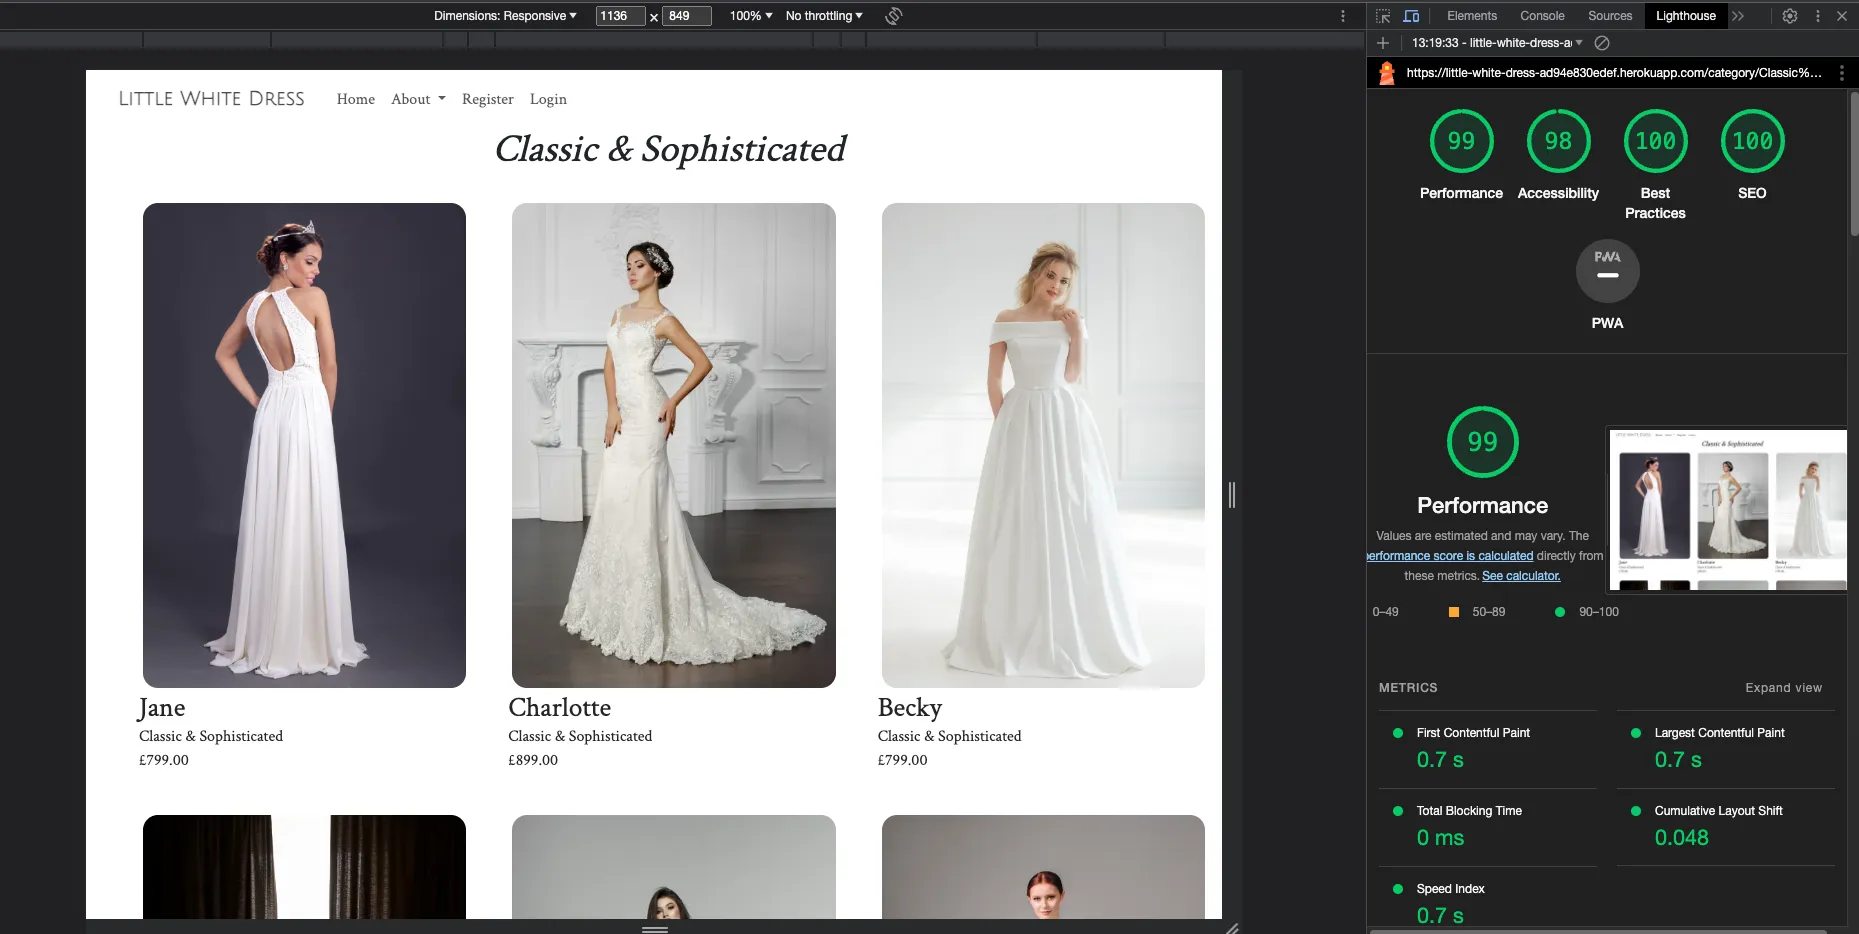 Dimensions: Responsive 1136 × 849 100% No throttling
Elements Console Sources Lighthouse
13:19:33 - little-white-dress-a
https://little-white-dress-ad94e830edef.herokuapp.com/category/Classic%...
LITTLE WHITE DRESS Home About Register Login
Classic & Sophisticated
Jane
Classic & Sophisticated
£799.00
Charlotte
Classic & Sophisticated
£899.00
Becky
Classic & Sophisticated
£799.00
99
Performance
98
Accessibility
100
Best
Practices
100
SEO
PWA
PWA
99
Performance
Values are estimated and may vary. The
performance score is calculated directly from
these metrics. See calculator.
0–49 50–89 90–100
Classic & Sophisticated
METRICS Expand view
First Contentful Paint
0.7 s
Largest Contentful Paint
0.7 s
Total Blocking Time
0 ms
Cumulative Layout Shift
0.048
Speed Index
0.7 s